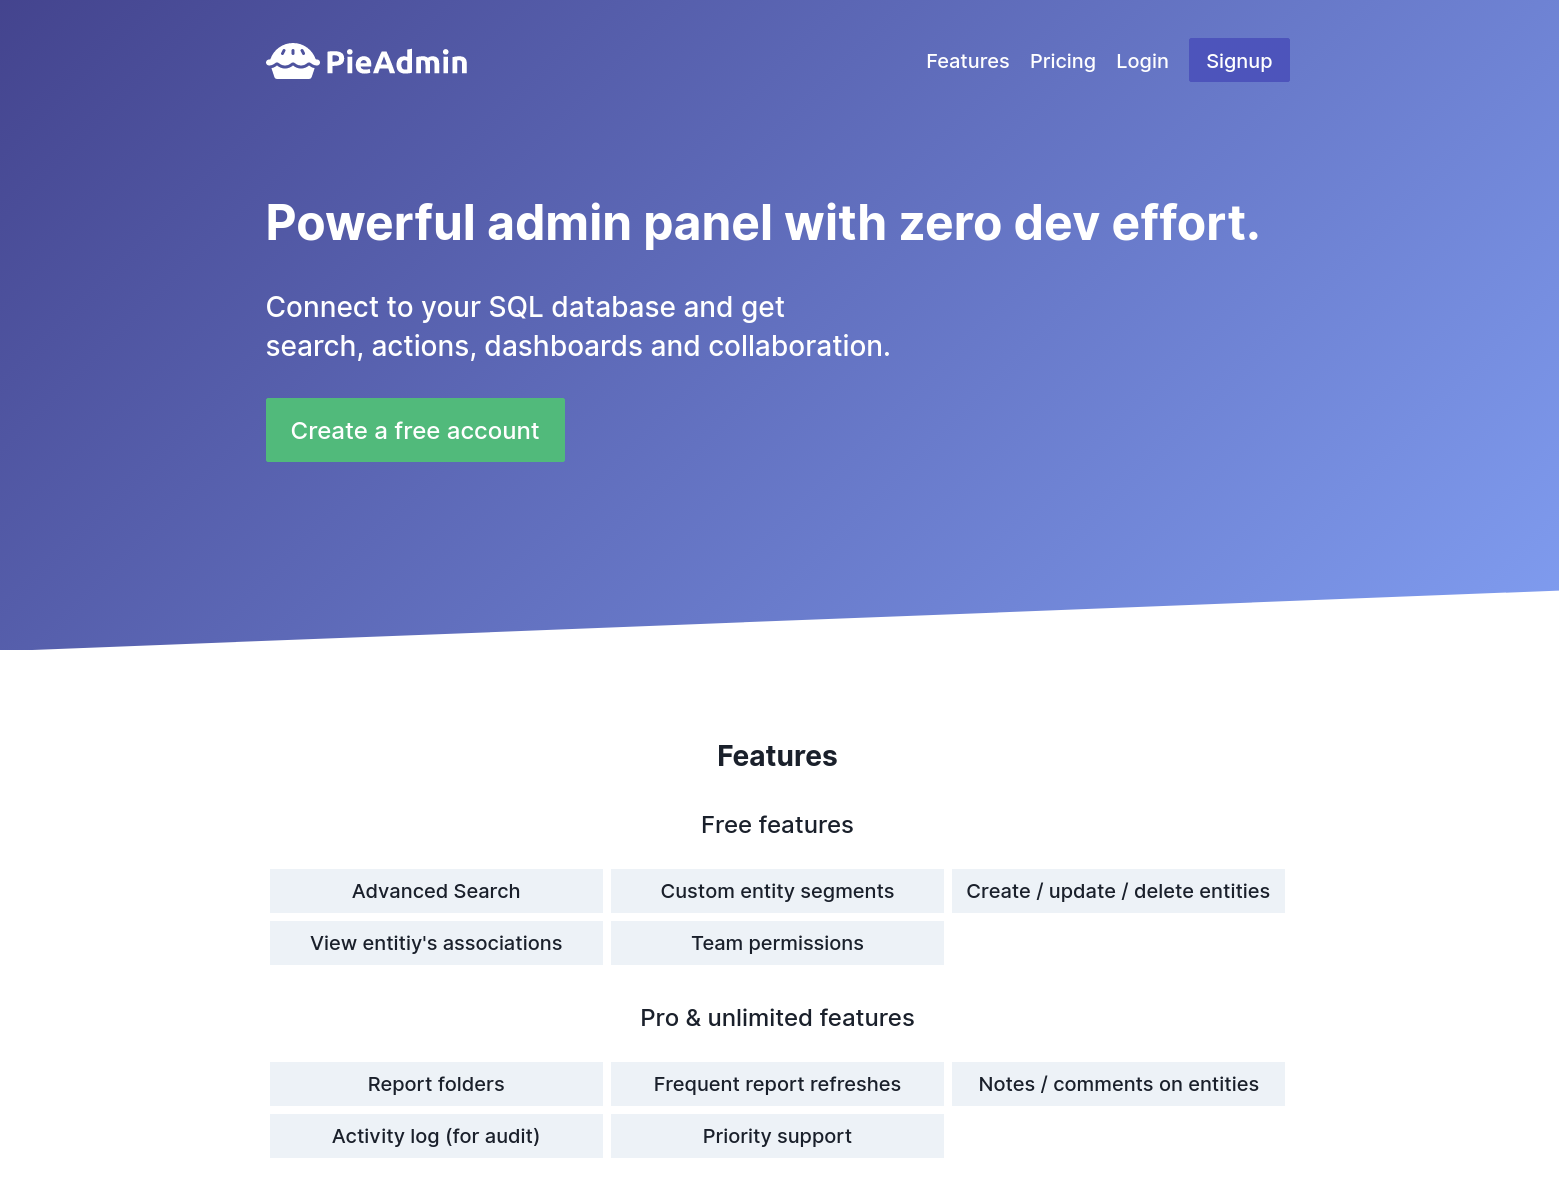 PieAdmin
Features
Pricing
Login
Signup
Powerful admin panel with zero dev effort.
Connect to your SQL database and get
search, actions, dashboards and collaboration.
Create a free account
Features
Free features
Advanced Search
Custom entity segments
Create / update / delete entities
View entitiy's associations
Team permissions
Pro & unlimited features
Report folders
Frequent report refreshes
Notes / comments on entities
Activity log (for audit)
Priority support